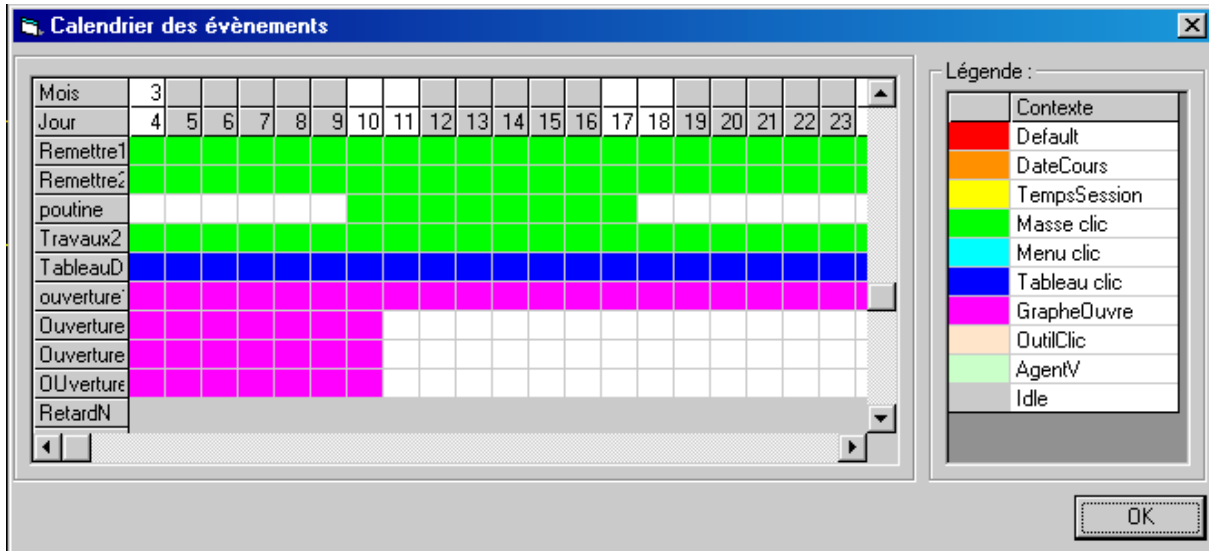 Calendrier des évènements
Mois 3
Jour 4 5 6 7 8 9 10 11 12 13 14 15 16 17 18 19 20 21 22 23
Remettre1
Remettre2
poutine
Travaux2
TableauD
ouverture
Ouverture
Ouverture
OUverture
RetardN
Légende :
Contexte
Default
DateCours
TempsSession
Masse clic
Menu clic
Tableau clic
GrapheOuvre
OutilClic
AgentV
Idle
OK